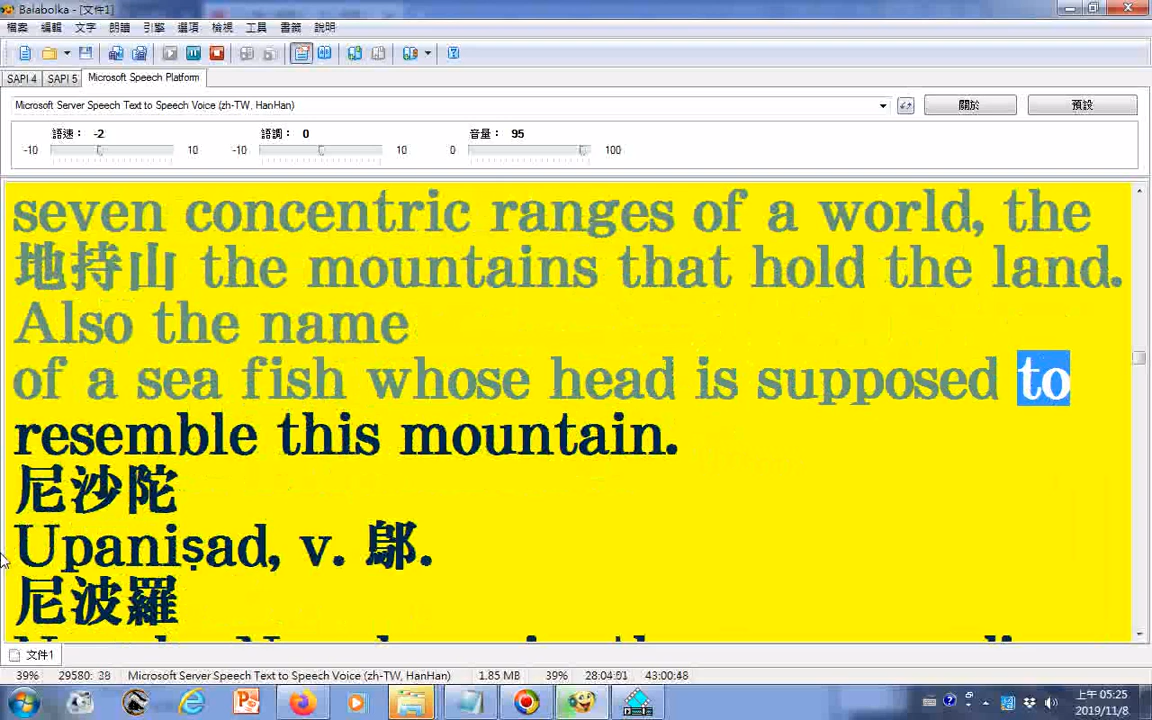 Balabolka - [文件1]
檔案 編輯 文字 朗讀 引擎 選項 檢視 工具 書籤 說明
SAPI 4 SAPI 5 Microsoft Speech Platform
Microsoft Server Speech Text to Speech Voice (zh-TW, HanHan) 關於 預設
語速： -2 語調： 0 音量： 95
-10 10 -10 10 0 100
seven concentric ranges of a world, the
地持山 the mountains that hold the land.
Also the name
of a sea fish whose head is supposed to
resemble this mountain.
尼沙陀
Upaniṣad, v. 鄔.
尼波羅
文件1
39% 29580: 38 Microsoft Server Speech Text to Speech Voice (zh-TW, HanHan) 1.85 MB 39% 28:04:01 43:00:48
上午 05:25
2019/11/8